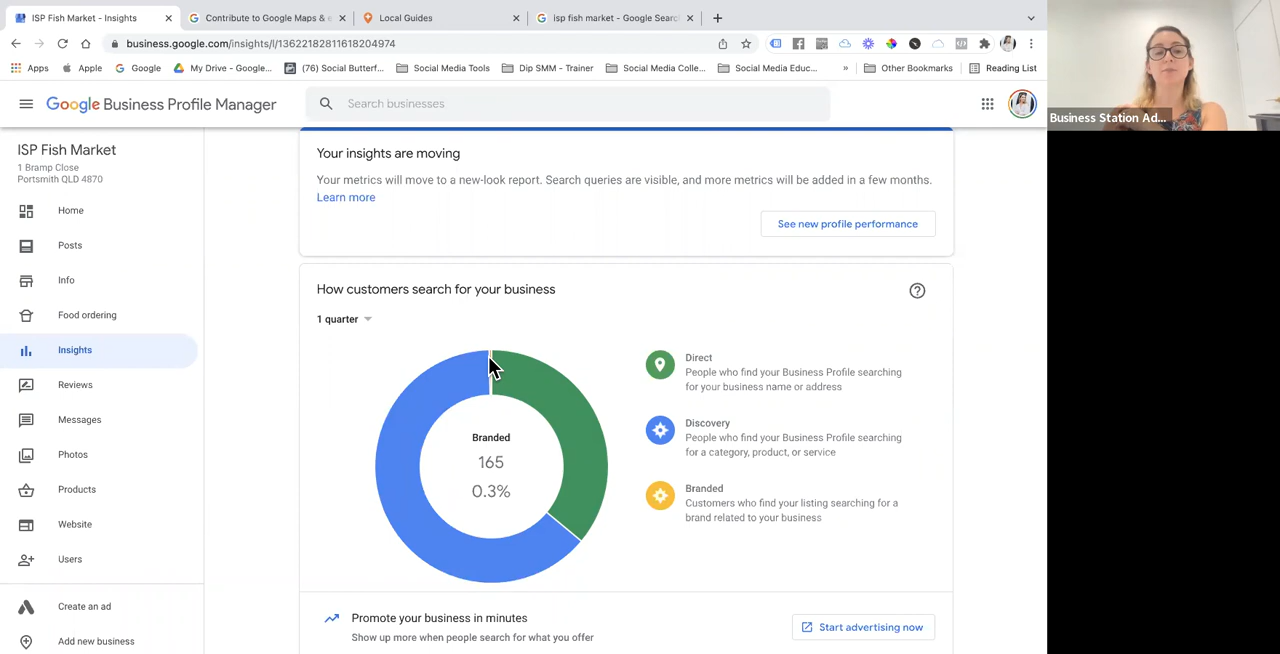 ISP Fish Market - Insights
Contribute to Google Maps & e
Local Guides
isp fish market - Google Searc
business.google.com/insights/l/13622182811618204974
Apps
Apple
Google
My Drive - Google...
(76) Social Butterf...
Social Media Tools
Dip SMM - Trainer
Social Media Colle...
Social Media Educ...
»
Other Bookmarks
Reading List
Google Business Profile Manager
Search businesses
Business Station Ad...
ISP Fish Market
1 Bramp Close
Portsmith QLD 4870
Home
Posts
Info
Food ordering
Insights
Reviews
Messages
Photos
Products
Website
Users
Create an ad
Add new business
Your insights are moving
Your metrics will move to a new-look report. Search queries are visible, and more metrics will be added in a few months.
Learn more
See new profile performance
How customers search for your business
1 quarter
Branded
165
0.3%
Direct
People who find your Business Profile searching
for your business name or address
Discovery
People who find your Business Profile searching
for a category, product, or service
Branded
Customers who find your listing searching for a
brand related to your business
Promote your business in minutes
Show up more when people search for what you offer
Start advertising now